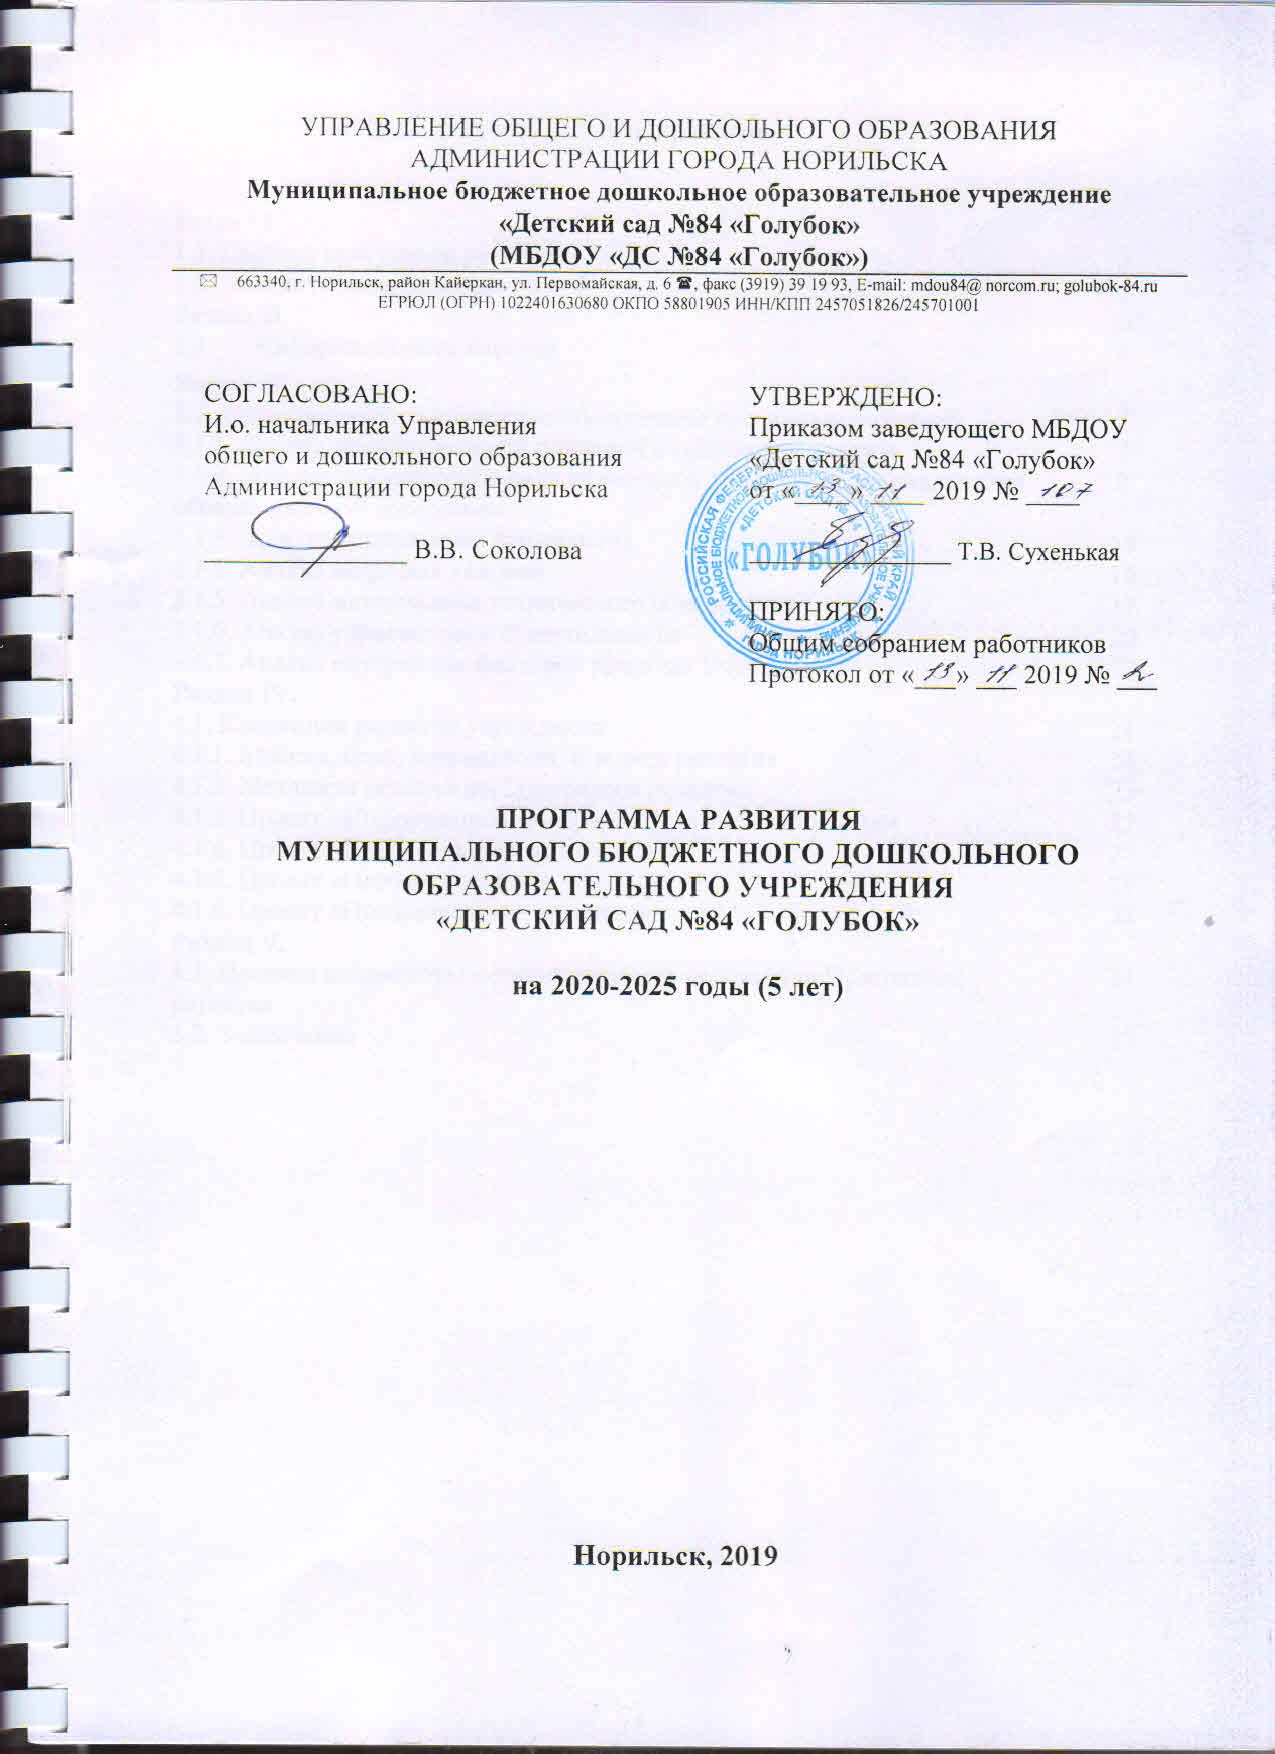 УПРАВЛЕНИЕ ОБЩЕГО И ДОШКОЛЬНОГО ОБРАЗОВАНИЯ
АДМИНИСТРАЦИИ ГОРОДА НОРИЛЬСКА
Муниципальное бюджетное дошкольное образовательное учреждение
«Детский сад №84 «Голубок»
(МБДОУ «ДС №84 «Голубок»)
663340, г. Норильск, район Кайеркан, ул. Первомайская, д. 6 ☎, факс (3919) 39 19 93, E-mail: mdou84@ norcom.ru; golubok-84.ru
ЕГРЮЛ (ОГРН) 1022401630680 ОКПО 58801905 ИНН/КПП 2457051826/245701001
СОГЛАСОВАНО:
И.о. начальника Управления
общего и дошкольного образования
Администрации города Норильска
В.В. Соколова
УТВЕРЖДЕНО:
Приказом заведующего МБДОУ
«Детский сад №84 «Голубок»
от «13» 11 2019 № 107
«ГОЛУБОК»
Т.В. Сухенькая
ПРИНЯТО:
Общим собранием работников
Протокол от «13» 11 2019 № 2
ПРОГРАММА РАЗВИТИЯ
МУНИЦИПАЛЬНОГО БЮДЖЕТНОГО ДОШКОЛЬНОГО
ОБРАЗОВАТЕЛЬНОГО УЧРЕЖДЕНИЯ
«ДЕТСКИЙ САД №84 «ГОЛУБОК»
на 2020-2025 годы (5 лет)
Норильск, 2019